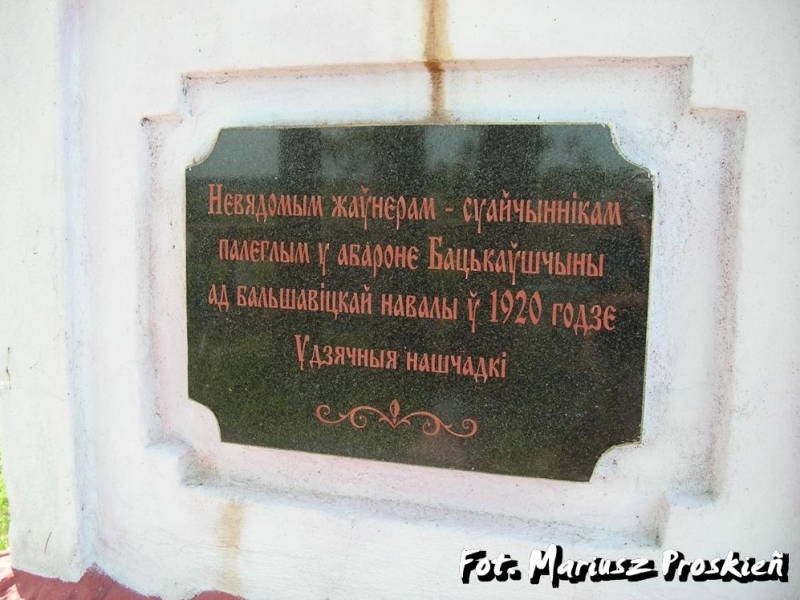 Невядомым жаўнерам - суайчыннікам
палеглым у абароне Бацькаўшчыны
ад бальшавіцкай навалы ў 1920 годзе
Удзячныя нашчадкі
Fot. Mariusz Proskień